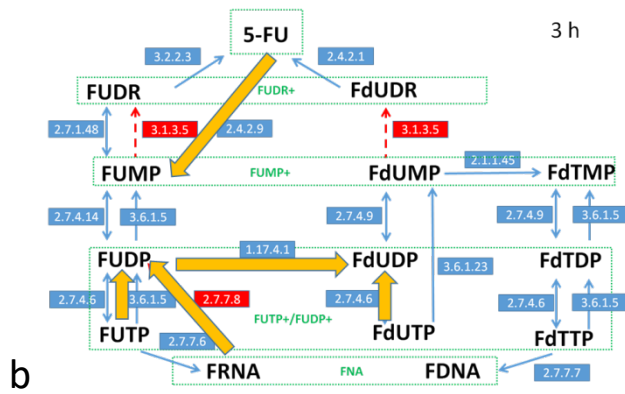 5-FU
3 h
3.2.2.3
2.4.2.1
FUDR
FUDR+
FdUDR
2.7.1.48
3.1.3.5
2.4.2.9
3.1.3.5
2.1.1.45
FUMP
FUMP+
FdUMP
FdTMP
2.7.4.14
3.6.1.5
2.7.4.9
2.7.4.9
3.6.1.5
1.17.4.1
FUDP
FdUDP
FdTDP
3.6.1.23
2.7.4.6
3.6.1.5
2.7.7.8
2.7.4.6
2.7.4.6
3.6.1.5
FUTP+/FUDP+
FUTP
FdUTP
FdTTP
2.7.7.6
FRNA
FNA
FDNA
2.7.7.7
b